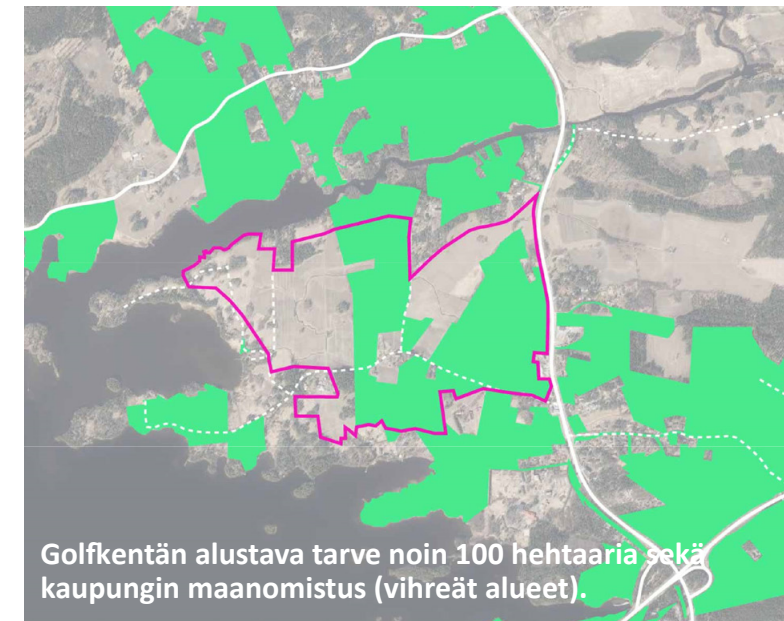 Golfkentän alustava tarve noin 100 hehtaaria sekä
kaupungin maanomistus (vihreät alueet).